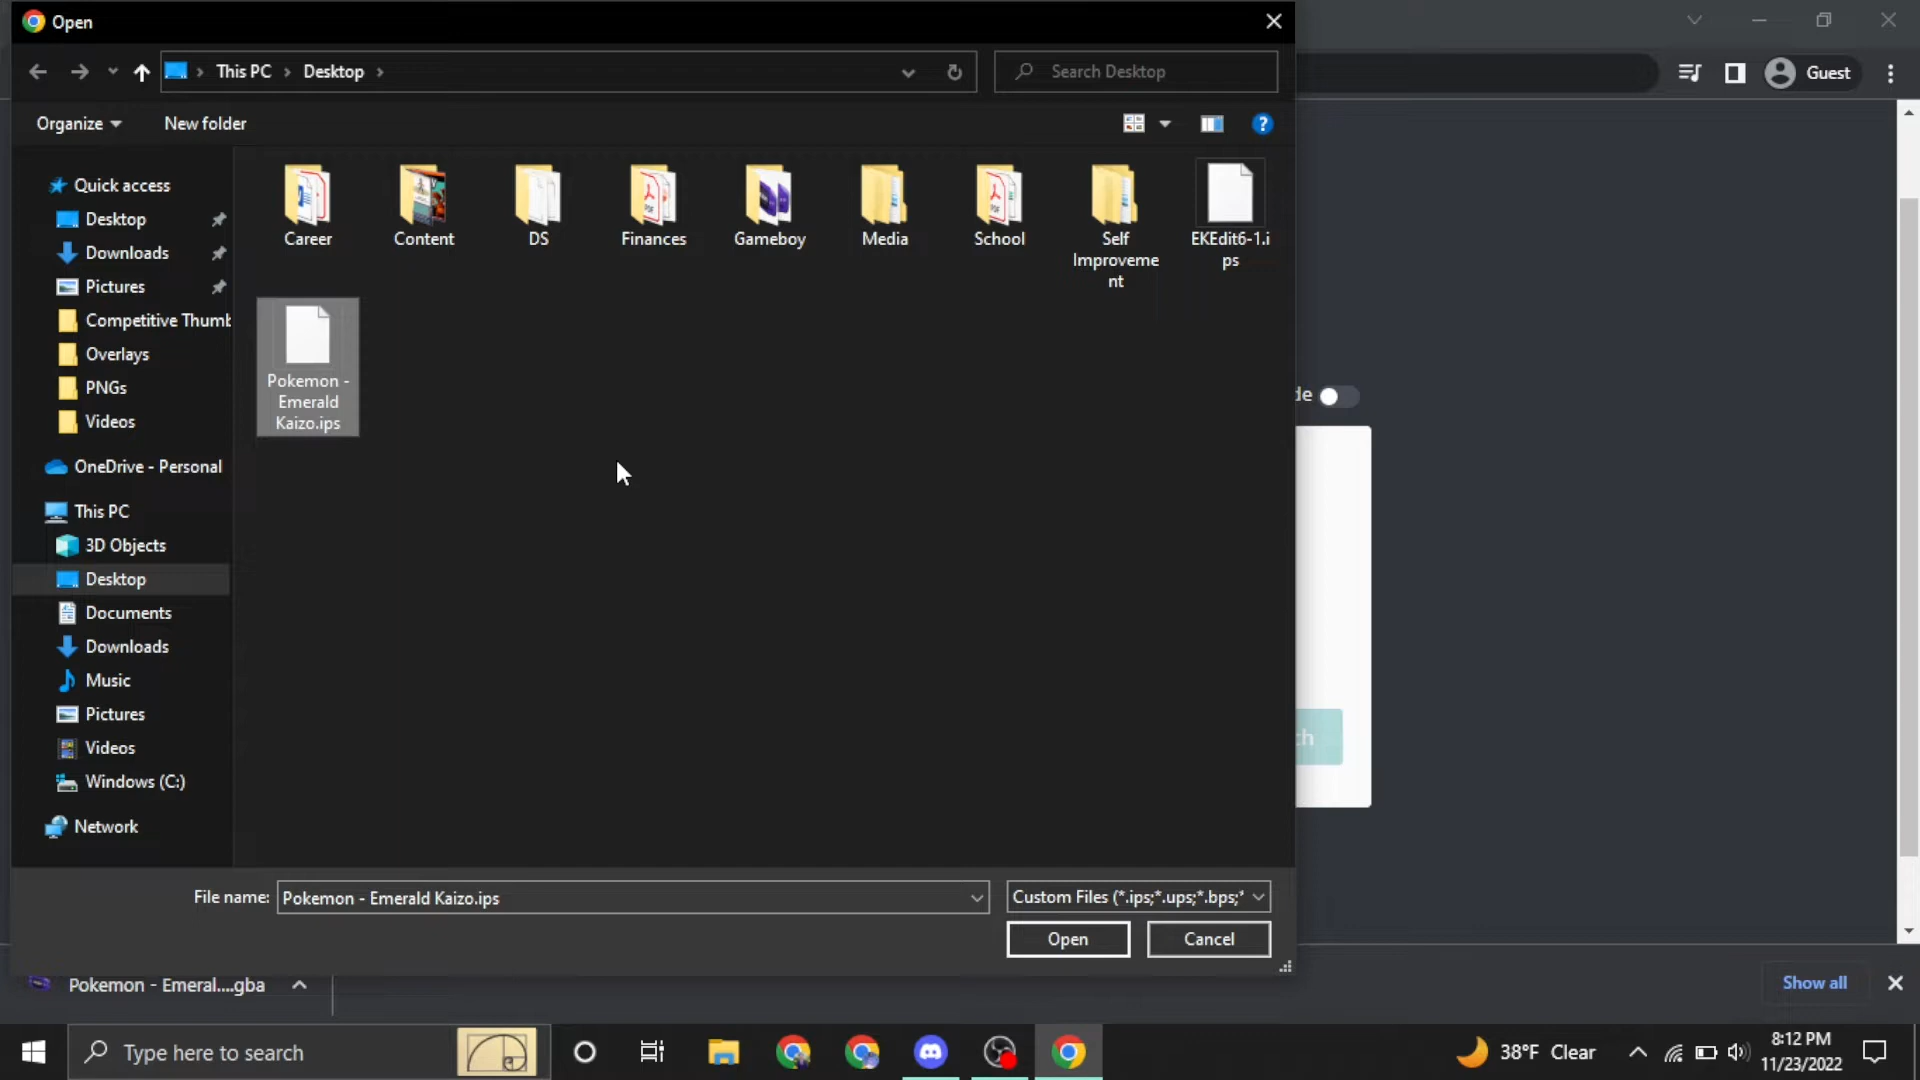 Open
This PC
Desktop
Search Desktop
Guest
Organize
New folder
Quick access
Desktop
Downloads
Pictures
Competitive Thumb
Overlays
PNGs
Videos
OneDrive - Personal
This PC
3D Objects
Desktop
Documents
Downloads
Music
Pictures
Videos
Windows (C:)
Network
Career
Content
DS
Finances
Gameboy
Media
School
Self
Improveme
nt
EKEdit6-1.i
ps
Pokemon -
Emerald
Kaizo.ips
de
ch
File name:
Pokemon - Emerald Kaizo.ips
Custom Files (*.ips;*.ups;*.bps;*
Open
Cancel
Pokemon - Emeral....gba
Show all
Type here to search
38°F Clear
8:12 PM
11/23/2022